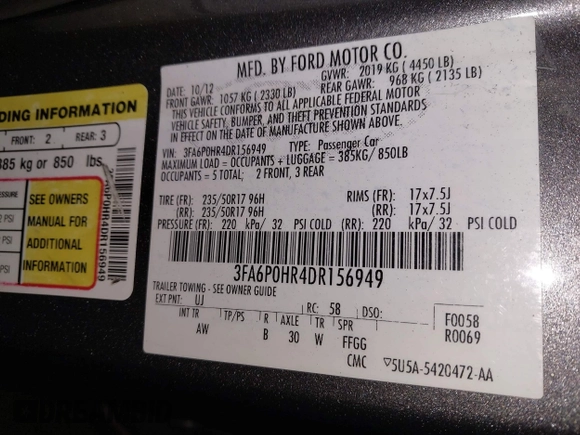 DING INFORMATION
FRONT: 2 REAR: 3
385 kg or 850 lbs.
SEE OWNERS
MANUAL FOR
ADDITIONAL
INFORMATION
PSI
PSI
MFD. BY FORD MOTOR CO.
DATE: 10/12 GVWR: 2019 KG ( 4450 LB)
FRONT GAWR: 1057 KG ( 2330 LB) REAR GAWR: 968 KG ( 2135 LB)
THIS VEHICLE CONFORMS TO ALL APPLICABLE FEDERAL MOTOR
VEHICLE SAFETY, BUMPER, AND THEFT PREVENTION STANDARDS
IN EFFECT ON THE DATE OF MANUFACTURE SHOWN ABOVE.
VIN: 3FA6P0HR4DR156949 TYPE: Passenger Car
MAXIMUM LOAD = OCCUPANTS + LUGGAGE = 385KG/ 850LB
OCCUPANTS = 5 TOTAL; 2 FRONT, 3 REAR
TIRE (FR): 235/50R17 96H RIMS (FR): 17x7.5J
(RR): 235/50R17 96H (RR): 17x7.5J
PRESSURE (FR): 220 kPa/ 32 PSI COLD (RR): 220 kPa/ 32 PSI COLD
3FA6P0HR4DR156949
TRAILER TOWING - SEE OWNER GUIDE
EXT PNT: UJ RC: 58 DSO: F0058
INT TR TP/PS R AXLE TR SPR R0069
AW B 30 W FFGG
CMC ▽5U5A-5420472-AA